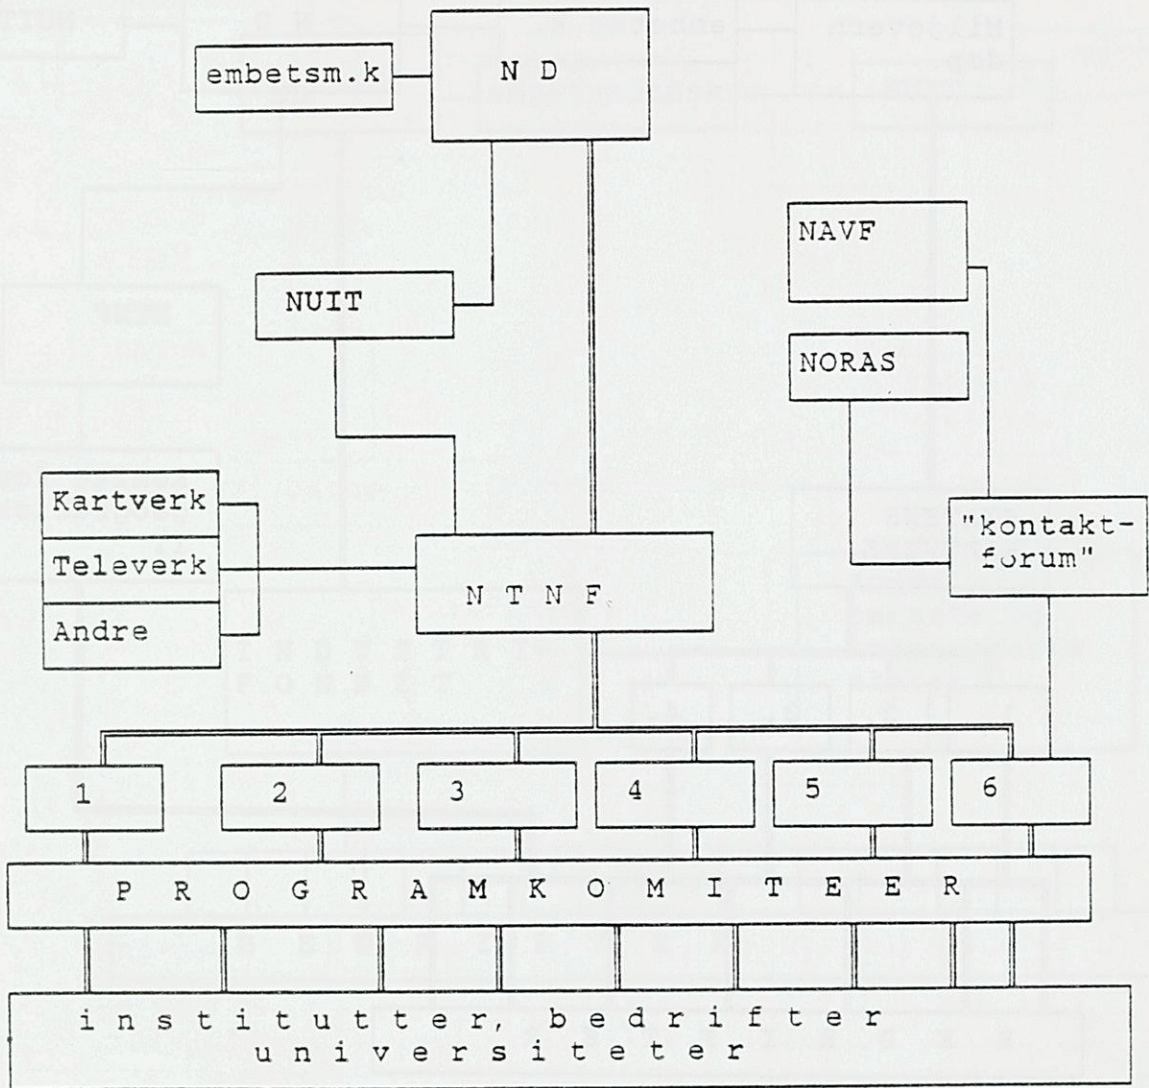 N D
embetsm.k
NAVF
NUIT
NORAS
Kartverk
Televerk
Andre
"kontakt-
forum"
N T N F
1 2 3 4 5 6
P R O G R A M K O M I T E E R
i n s t i t u t t e r , b e d r i f t e r
u n i v e r s i t e t e r